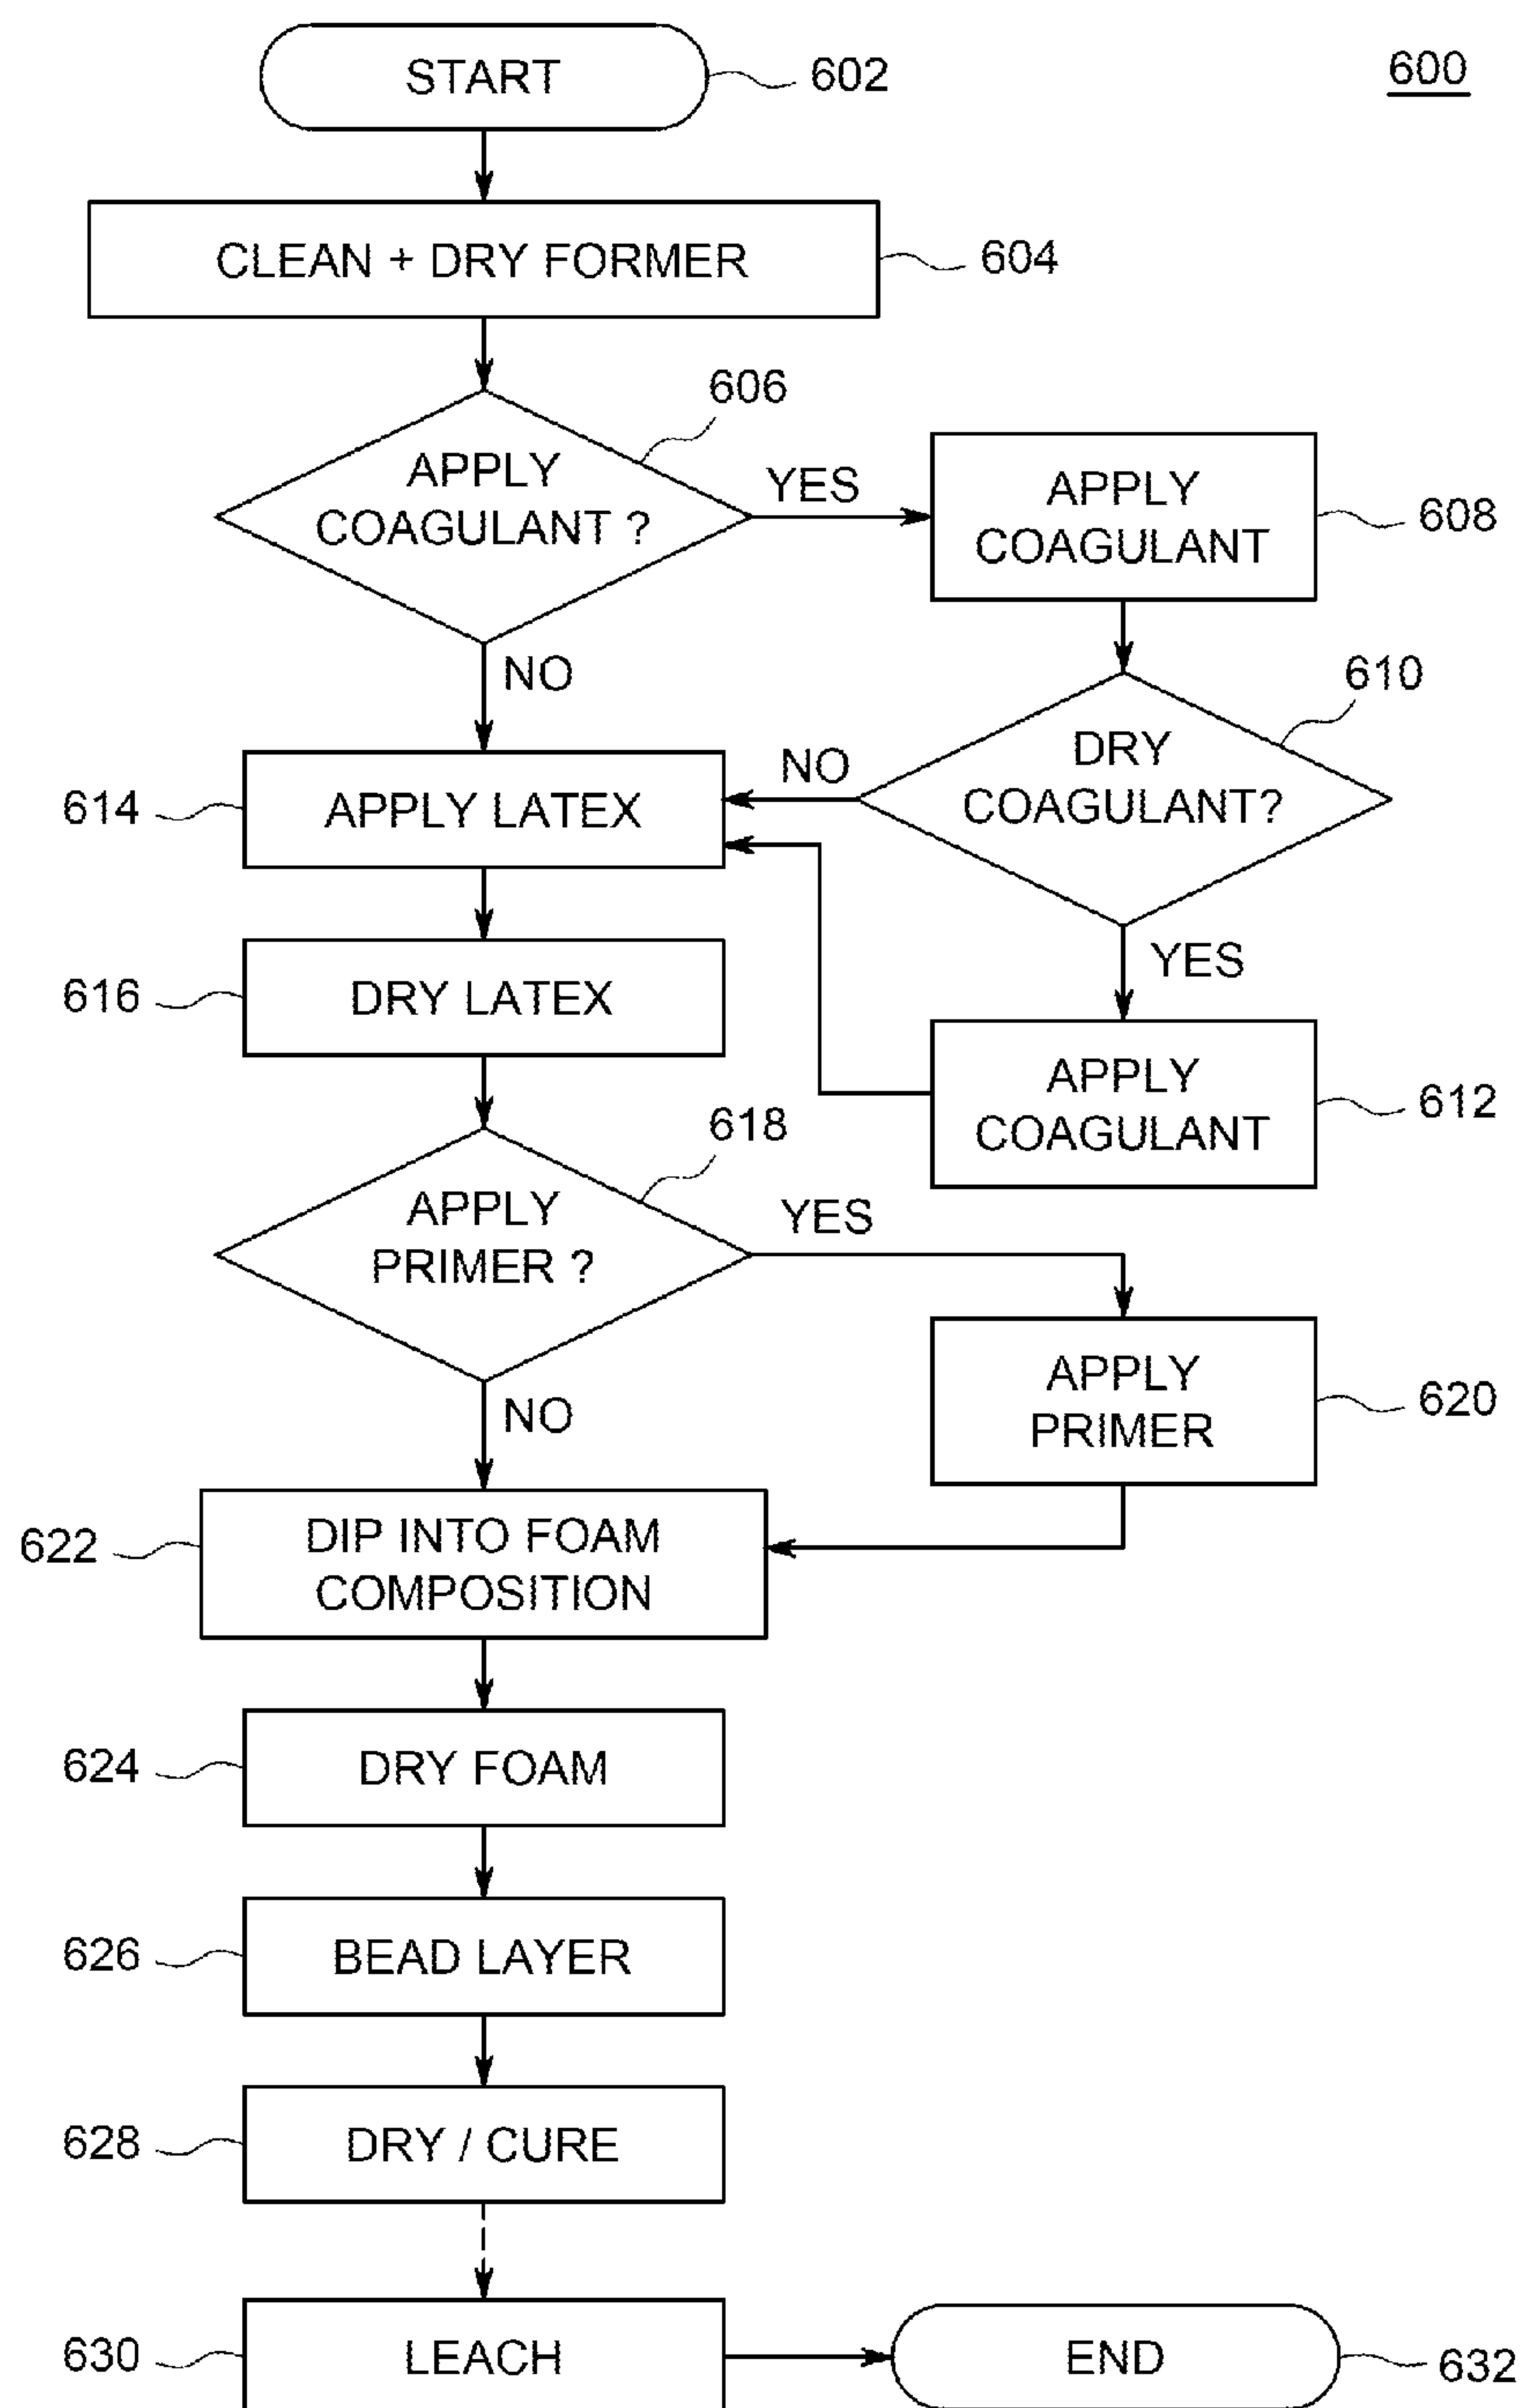 START
602
600
CLEAN + DRY FORMER
604
606
APPLY
COAGULANT ?
YES
APPLY
COAGULANT
608
NO
610
DRY
COAGULANT?
NO
614
APPLY LATEX
YES
616
DRY LATEX
APPLY
COAGULANT
612
618
APPLY
PRIMER ?
YES
APPLY
PRIMER
620
NO
622
DIP INTO FOAM
COMPOSITION
624
DRY FOAM
626
BEAD LAYER
628
DRY / CURE
630
LEACH
END
632